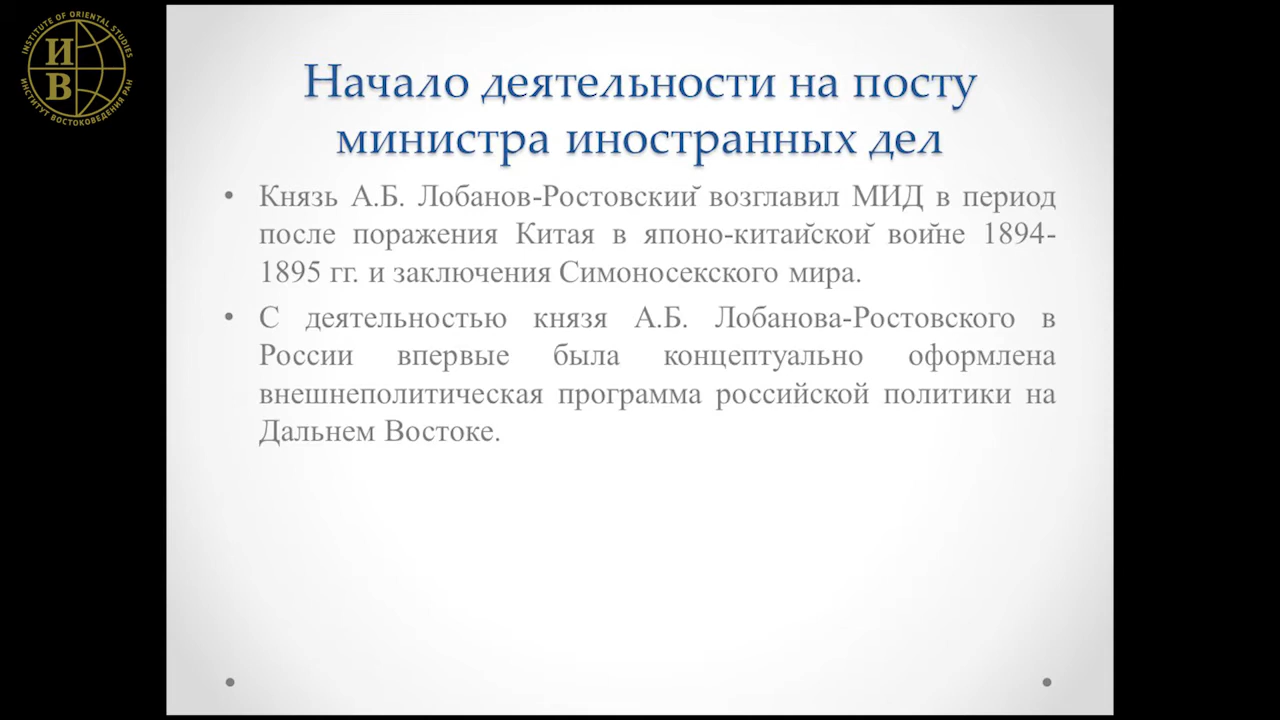 INSTITUTE OF ORIENTAL STUDIES
ИВ
ИНСТИТУТ ВОСТОКОВЕДЕНИЯ РАН
Начало деятельности на посту
министра иностранных дел
• Князь А.Б. Лобанов-Ростовский возглавил МИД в период
после поражения Китая в японо-китайской войне 1894-
1895 гг. и заключения Симоносекского мира.
• С деятельностью князя А.Б. Лобанова-Ростовского в
России впервые была концептуально оформлена
внешнеполитическая программа российской политики на
Дальнем Востоке.